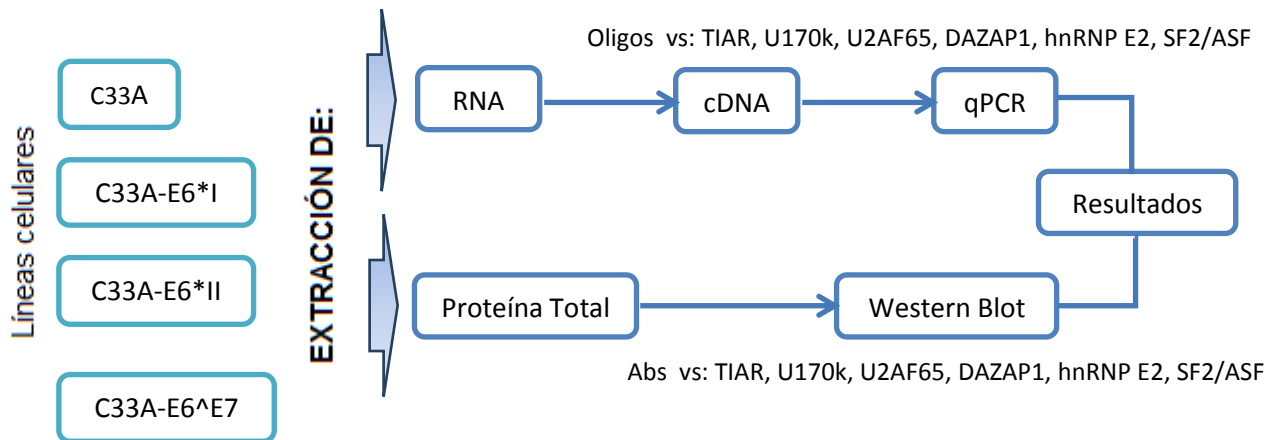 Líneas celulares
C33A
C33A-E6*I
C33A-E6*II
C33A-E6^E7
EXTRACCIÓN DE:
Oligos vs: TIAR, U170k, U2AF65, DAZAP1, hnRNP E2, SF2/ASF
RNA
cDNA
qPCR
Resultados
Proteína Total
Western Blot
Abs vs: TIAR, U170k, U2AF65, DAZAP1, hnRNP E2, SF2/ASF